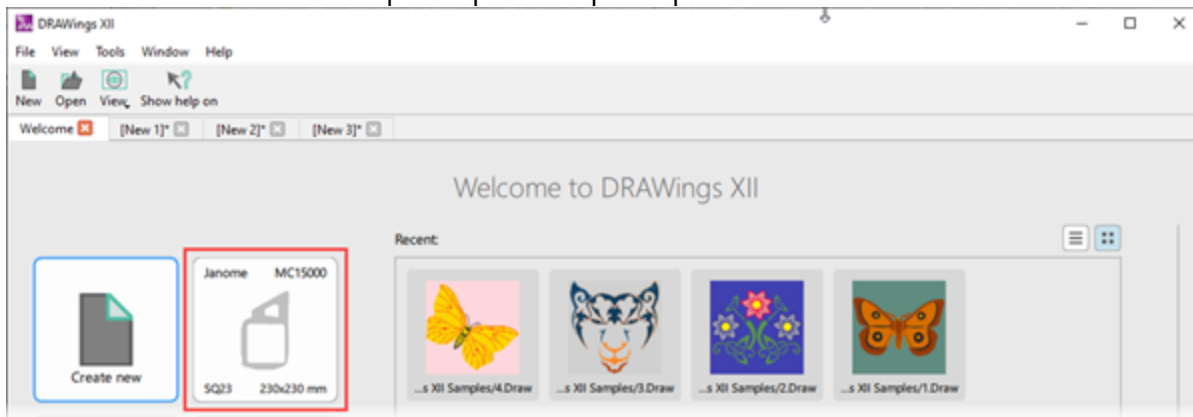 DRAWings XII
File View Tools Window Help
New Open View Show help on
Welcome [New 1]* [New 2]* [New 3]*
Welcome to DRAWings XII
Recent:
Janome MC15000
Create new
SQ23 230x230 mm
...s XII Samples/4.Draw ...s XII Samples/3.Draw ...s XII Samples/2.Draw ...s XII Samples/1.Draw